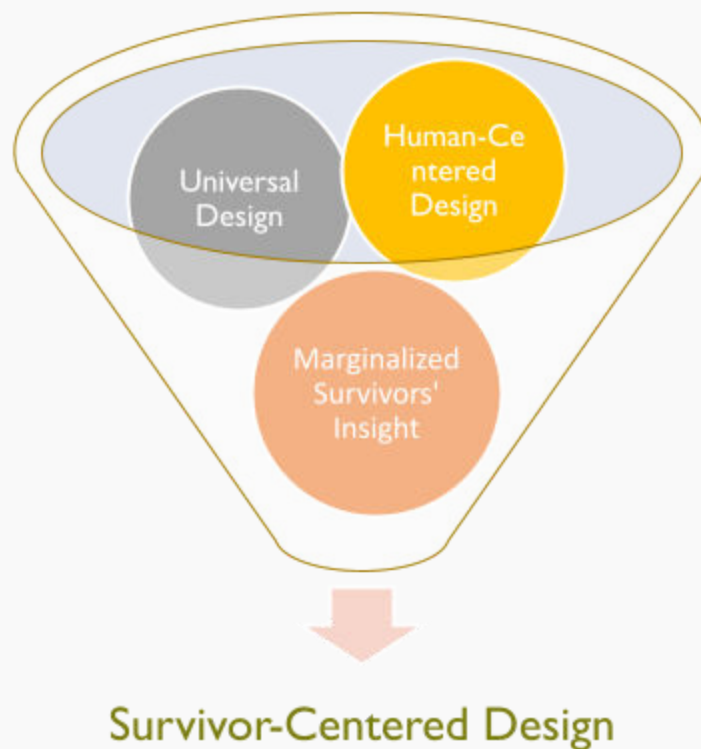 Universal
Design
Human-Ce
ntered
Design
Marginalized
Survivors'
Insight
Survivor-Centered Design